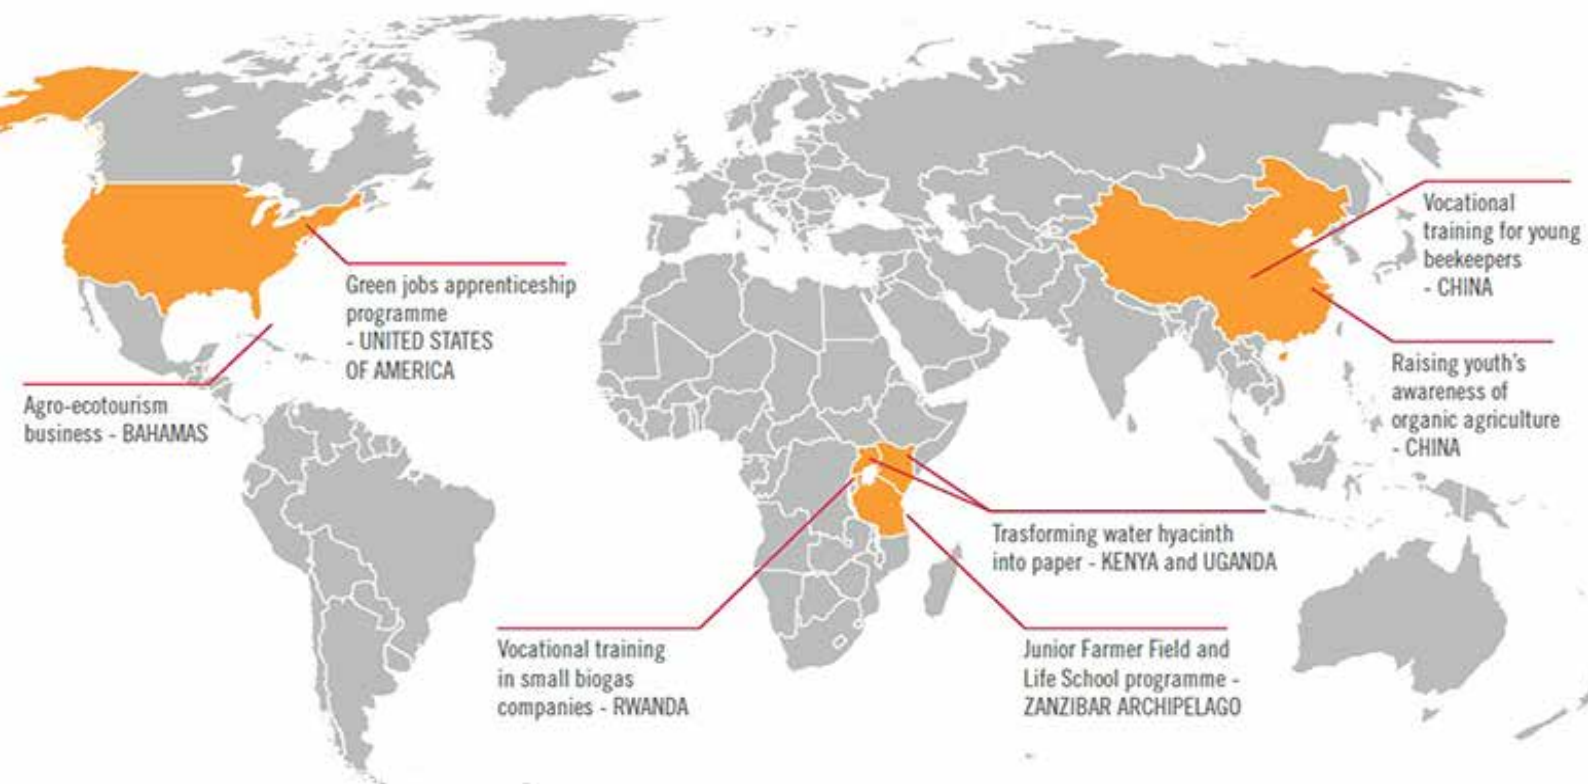 Green jobs apprenticeship
programme
- UNITED STATES
OF AMERICA
Agro-ecotourism
business - BAHAMAS
Vocational
training for young
beekeepers
- CHINA
Raising youth's
awareness of
organic agriculture
- CHINA
Trasforming water hyacinth
into paper - KENYA and UGANDA
Vocational training
in small biogas
companies - RWANDA
Junior Farmer Field and
Life School programme -
ZANZIBAR ARCHIPELAGO